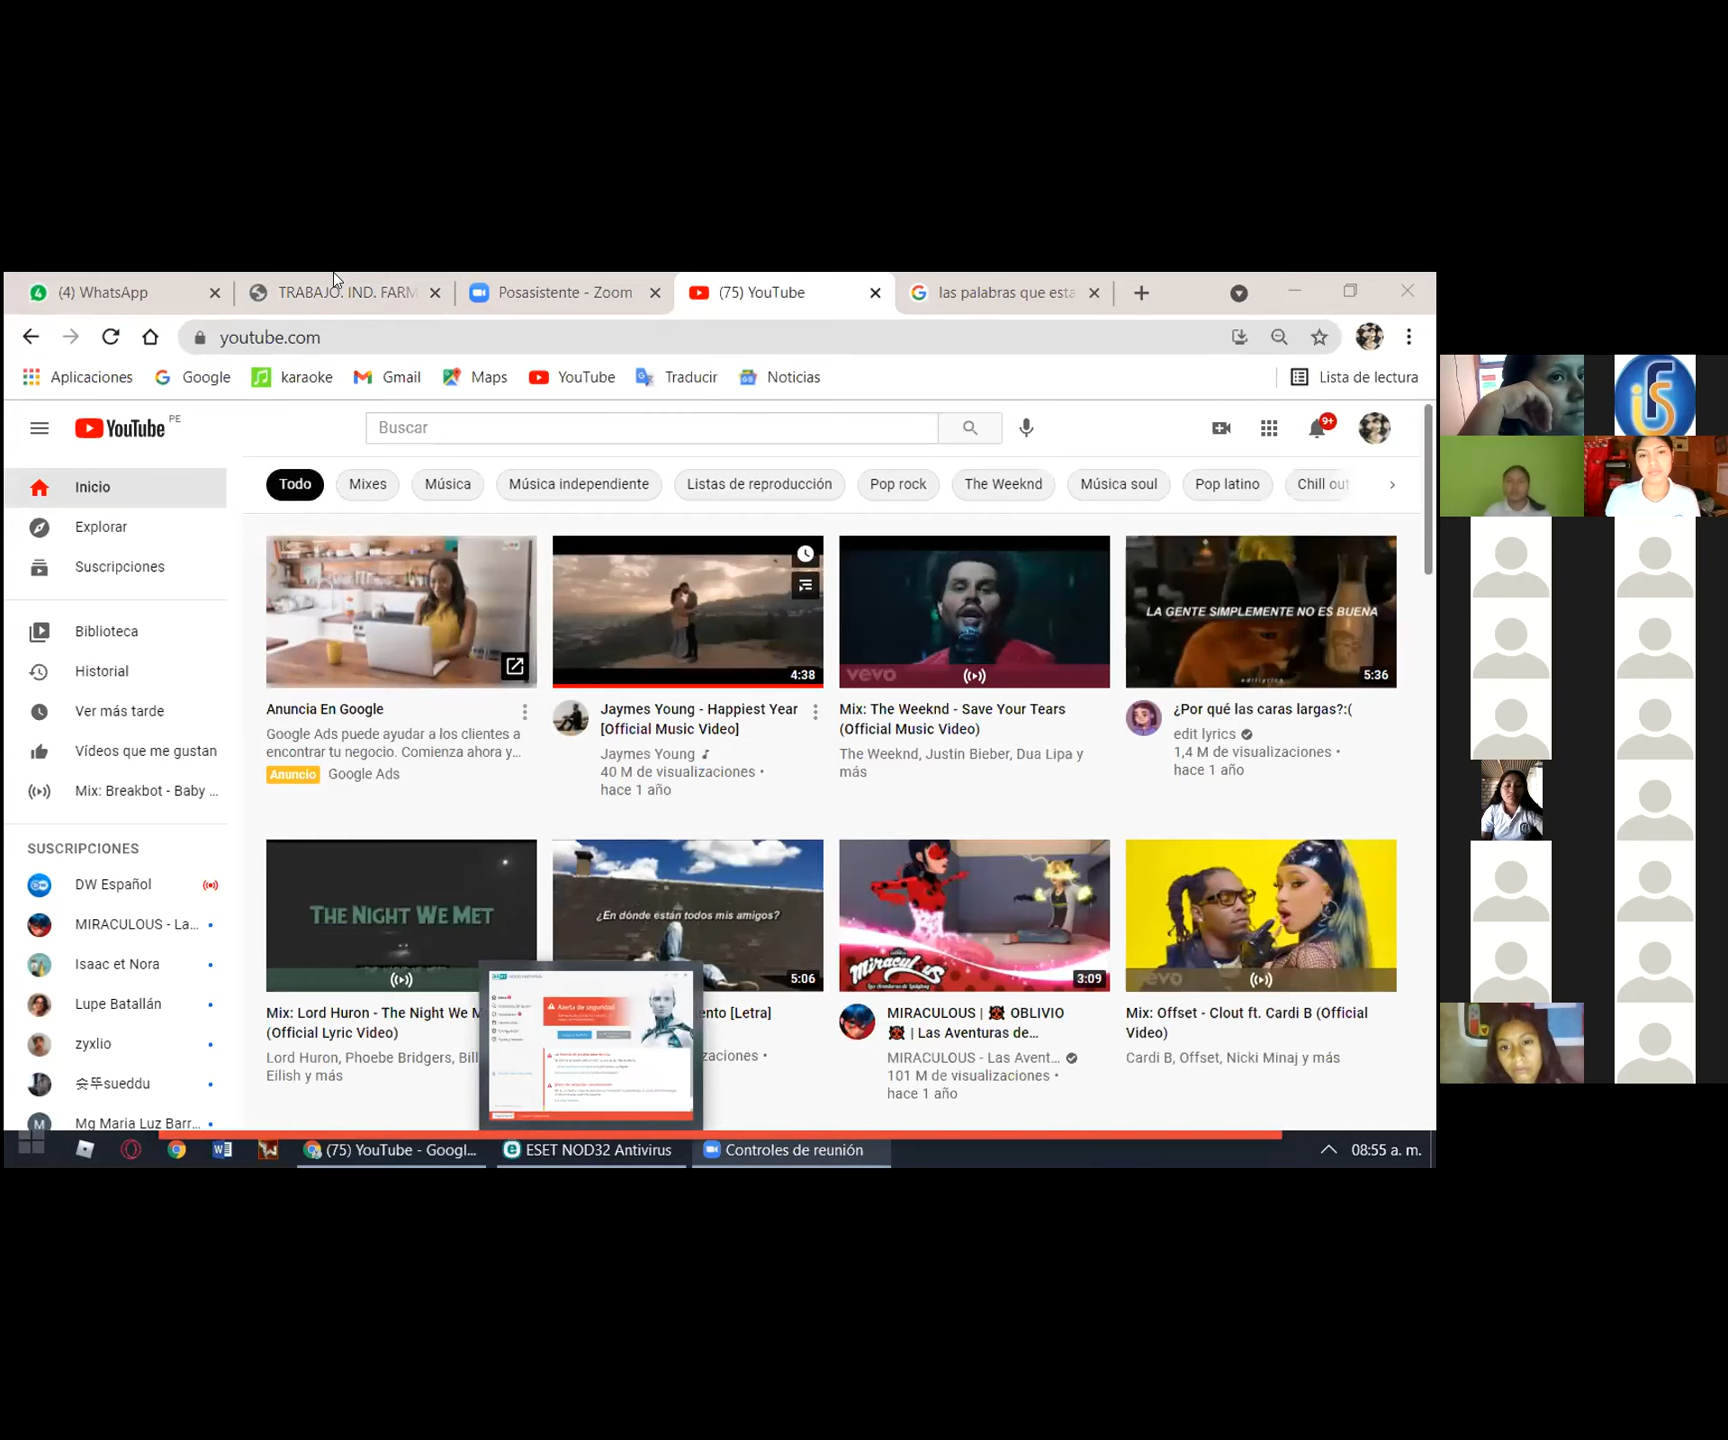 (4) WhatsApp
TRABAJO. IND. FARM
Posasistente - Zoom
(75) YouTube
las palabras que esta
youtube.com
Aplicaciones
Google
karaoke
Gmail
Maps
YouTube
Traducir
Noticias
Lista de lectura
YouTube PE
Buscar
9+
Inicio
Explorar
Suscripciones
Biblioteca
Historial
Ver más tarde
Vídeos que me gustan
Mix: Breakbot - Baby ...
SUSCRIPCIONES
DW Español
MIRACULOUS - La...
Isaac et Nora
Lupe Batallán
zyxlio
슛뚜sueddu
M
Mg Maria Luz Barr...
Todo
Mixes
Música
Música independiente
Listas de reproducción
Pop rock
The Weeknd
Música soul
Pop latino
Chill out
Anuncia En Google
Google Ads puede ayudar a los clientes a
encontrar tu negocio. Comienza ahora y...
Anuncio Google Ads
4:38
Jaymes Young - Happiest Year
[Official Music Video]
Jaymes Young
40 M de visualizaciones •
hace 1 año
vevo
Mix: The Weeknd - Save Your Tears
(Official Music Video)
The Weeknd, Justin Bieber, Dua Lipa y
más
LA GENTE SIMPLEMENTE NO ES BUENA
editlyrics
5:36
¿Por qué las caras largas?:(
edit lyrics
1,4 M de visualizaciones •
hace 1 año
THE NIGHT WE MET
Mix: Lord Huron - The Night We M
(Official Lyric Video)
Lord Huron, Phoebe Bridgers, Bill
Eilish y más
¿En dónde están todos mis amigos?
5:06
nto [Letra]
zaciones •
Alerta de seguridad
Miraculous
3:09
MIRACULOUS | 🐞 OBLIVIO
🐞 | Las Aventuras de...
MIRACULOUS - Las Avent...
101 M de visualizaciones •
hace 1 año
vevo
Mix: Offset - Clout ft. Cardi B (Official
Video)
Cardi B, Offset, Nicki Minaj y más
(75) YouTube - Googl...
ESET NOD32 Antivirus
Controles de reunión
08:55 a. m.